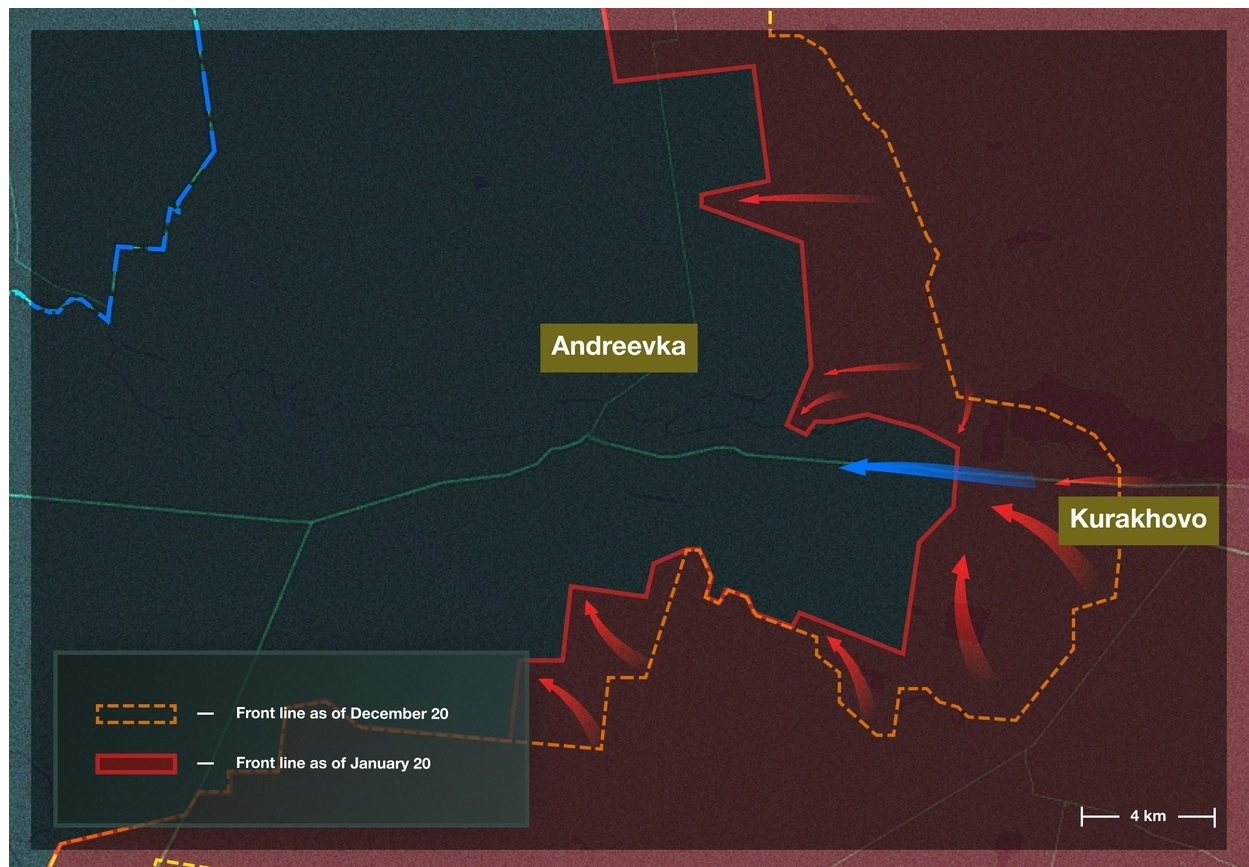 Andreevka
Kurakhovo
— Front line as of December 20
— Front line as of January 20
4 km